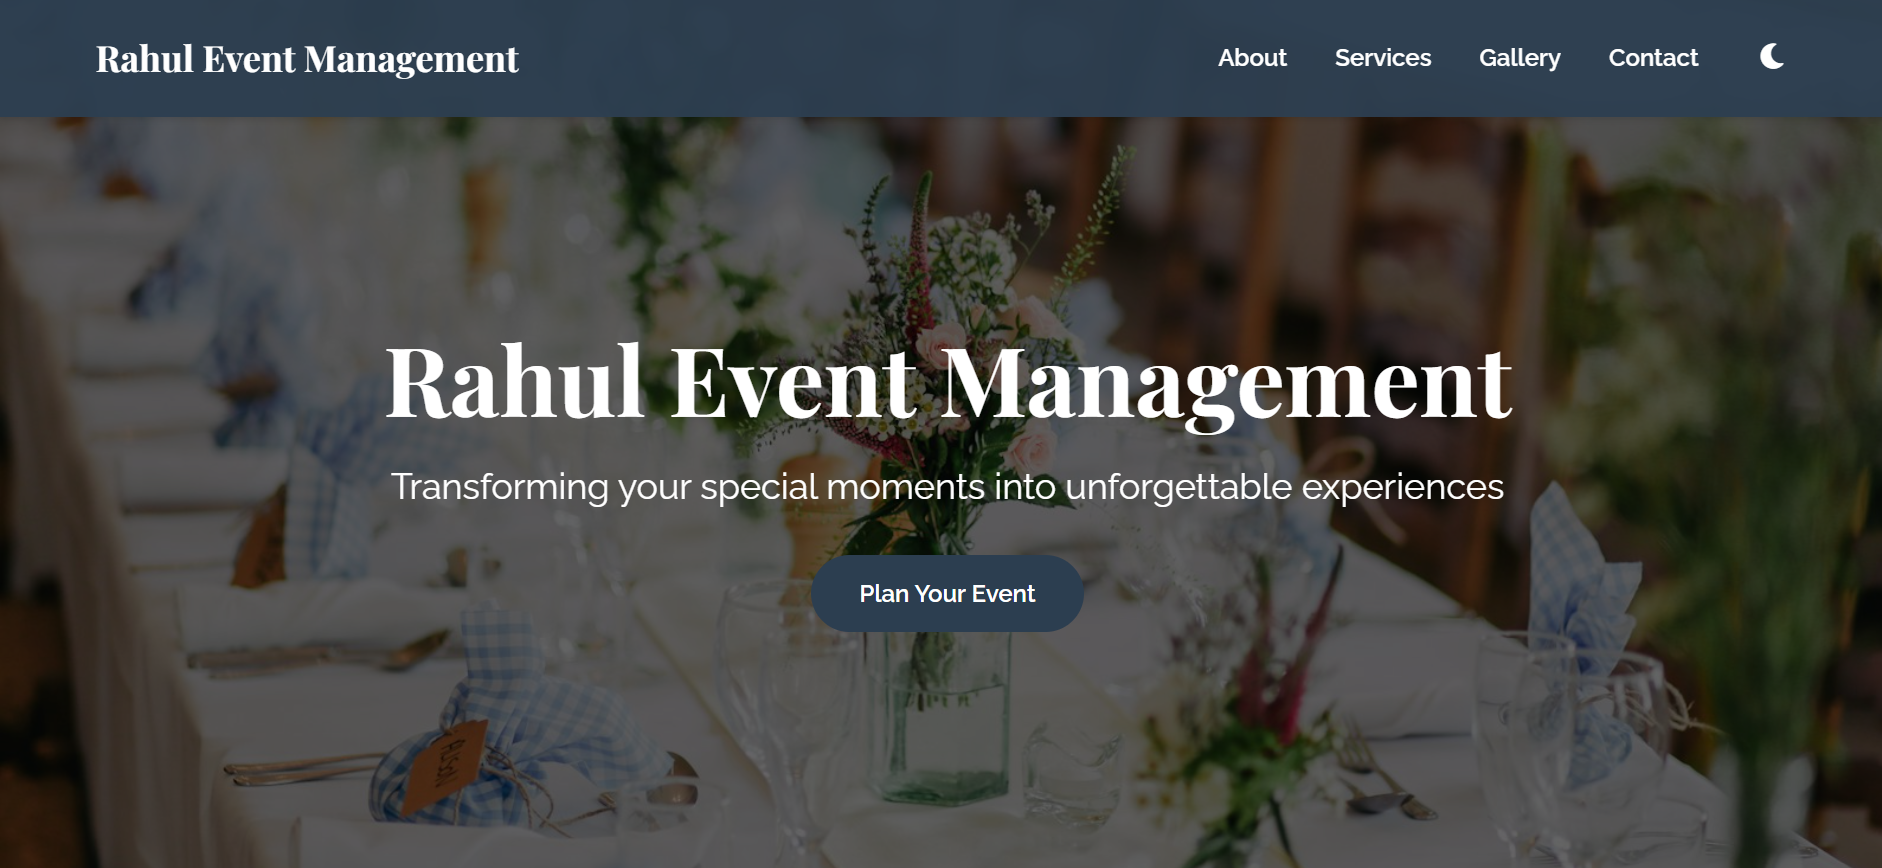 Rahul Event Management
About Services Gallery Contact
Rahul Event Management
Transforming your special moments into unforgettable experiences
Plan Your Event